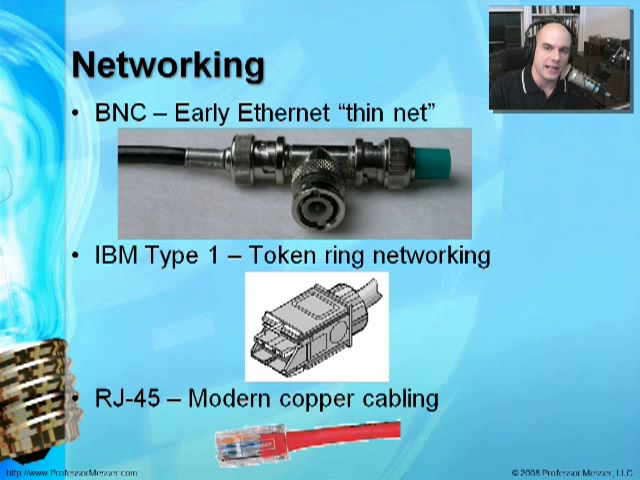 Networking
• BNC – Early Ethernet “thin net”
• IBM Type 1 – Token ring networking
• RJ-45 – Modern copper cabling
http://www.ProfessorMesser.com
© 2008 Professor Messer, LLC